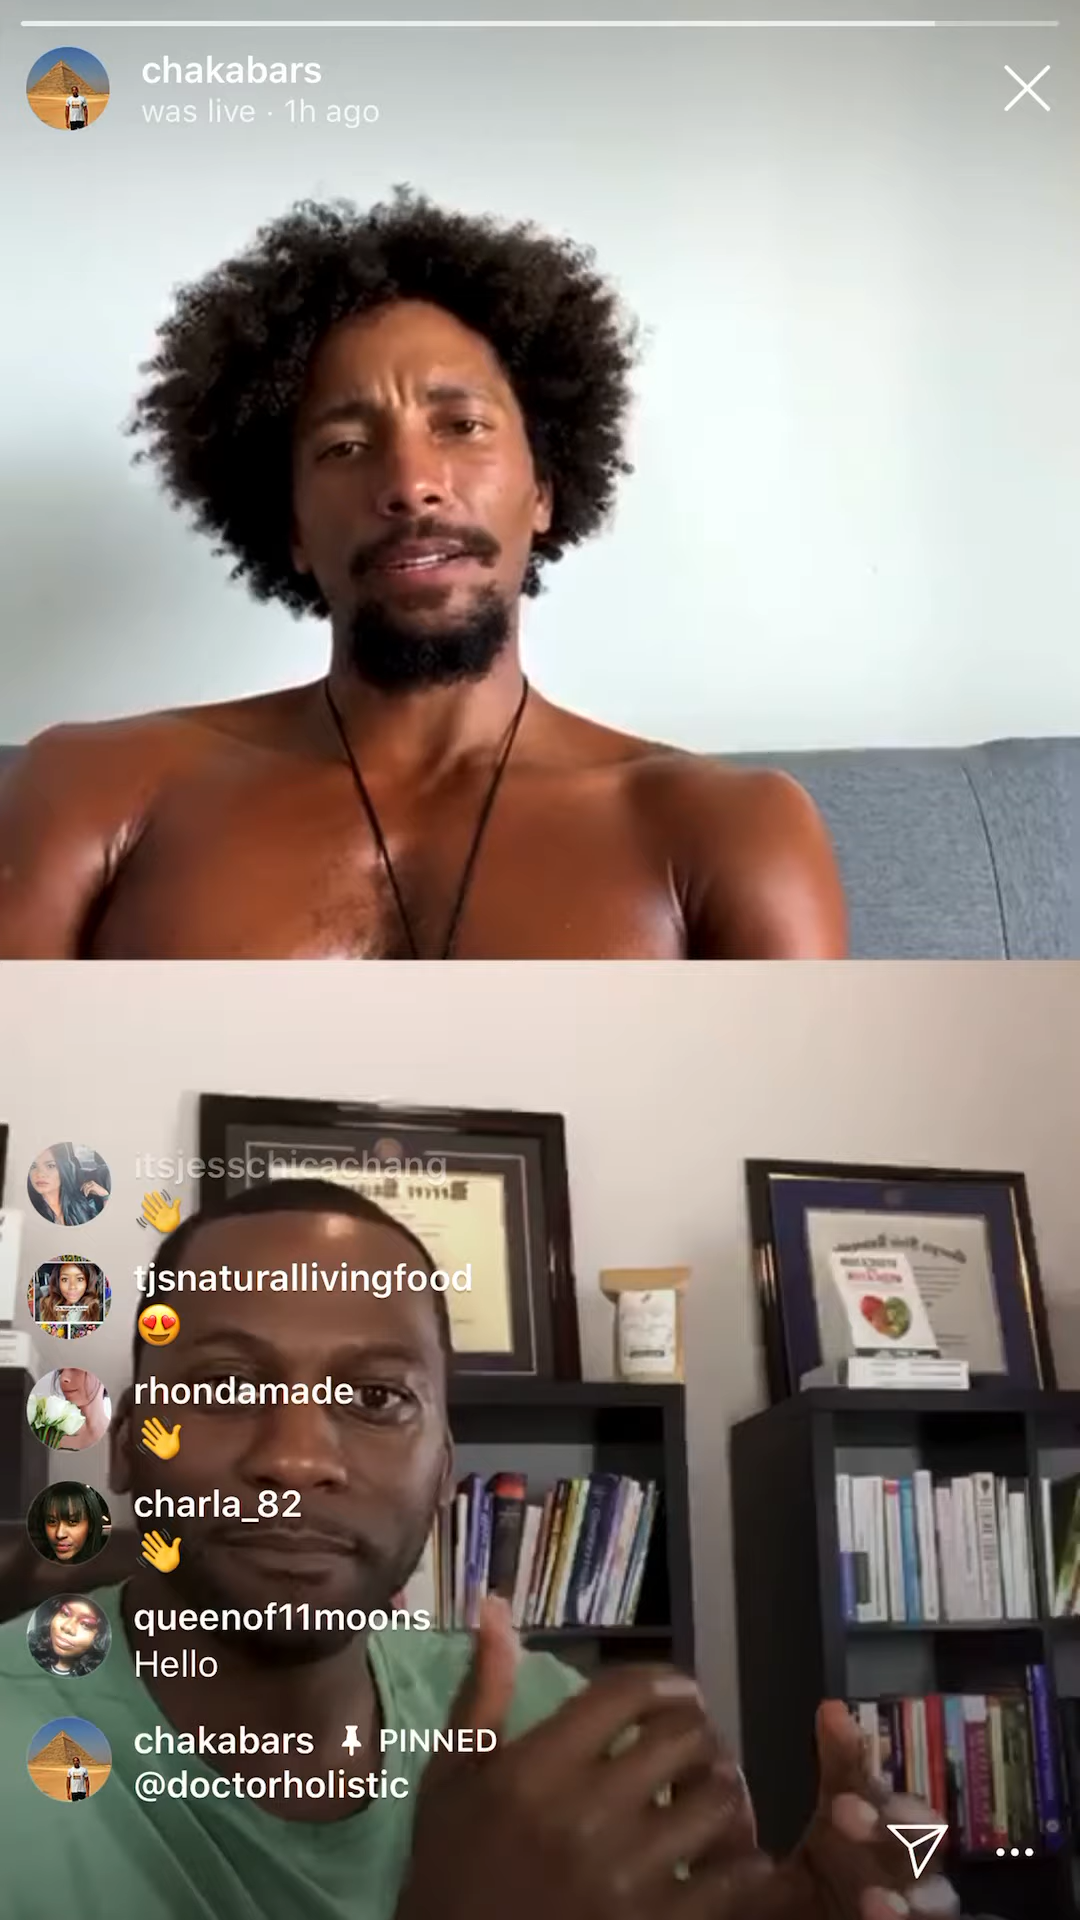 chakabars
was live · 1h ago
itsjesschicachang
👋
tjsnaturallivingfood
😍
rhondamade
👋
charla_82
👋
queenof11moons
Hello
chakabars PINNED
@doctorholistic